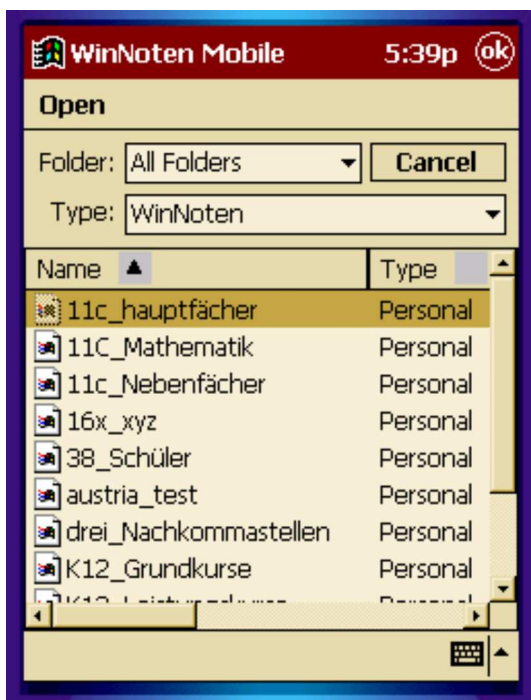 WinNoten Mobile 5:39p ok
Open
Folder: All Folders Cancel
Type: WinNoten
Name Type
11c_hauptfächer Personal
11C_Mathematik Personal
11c_Nebenfächer Personal
16x_xyz Personal
38_Schüler Personal
austria_test Personal
drei_Nachkommastellen Personal
K12_Grundkurse Personal